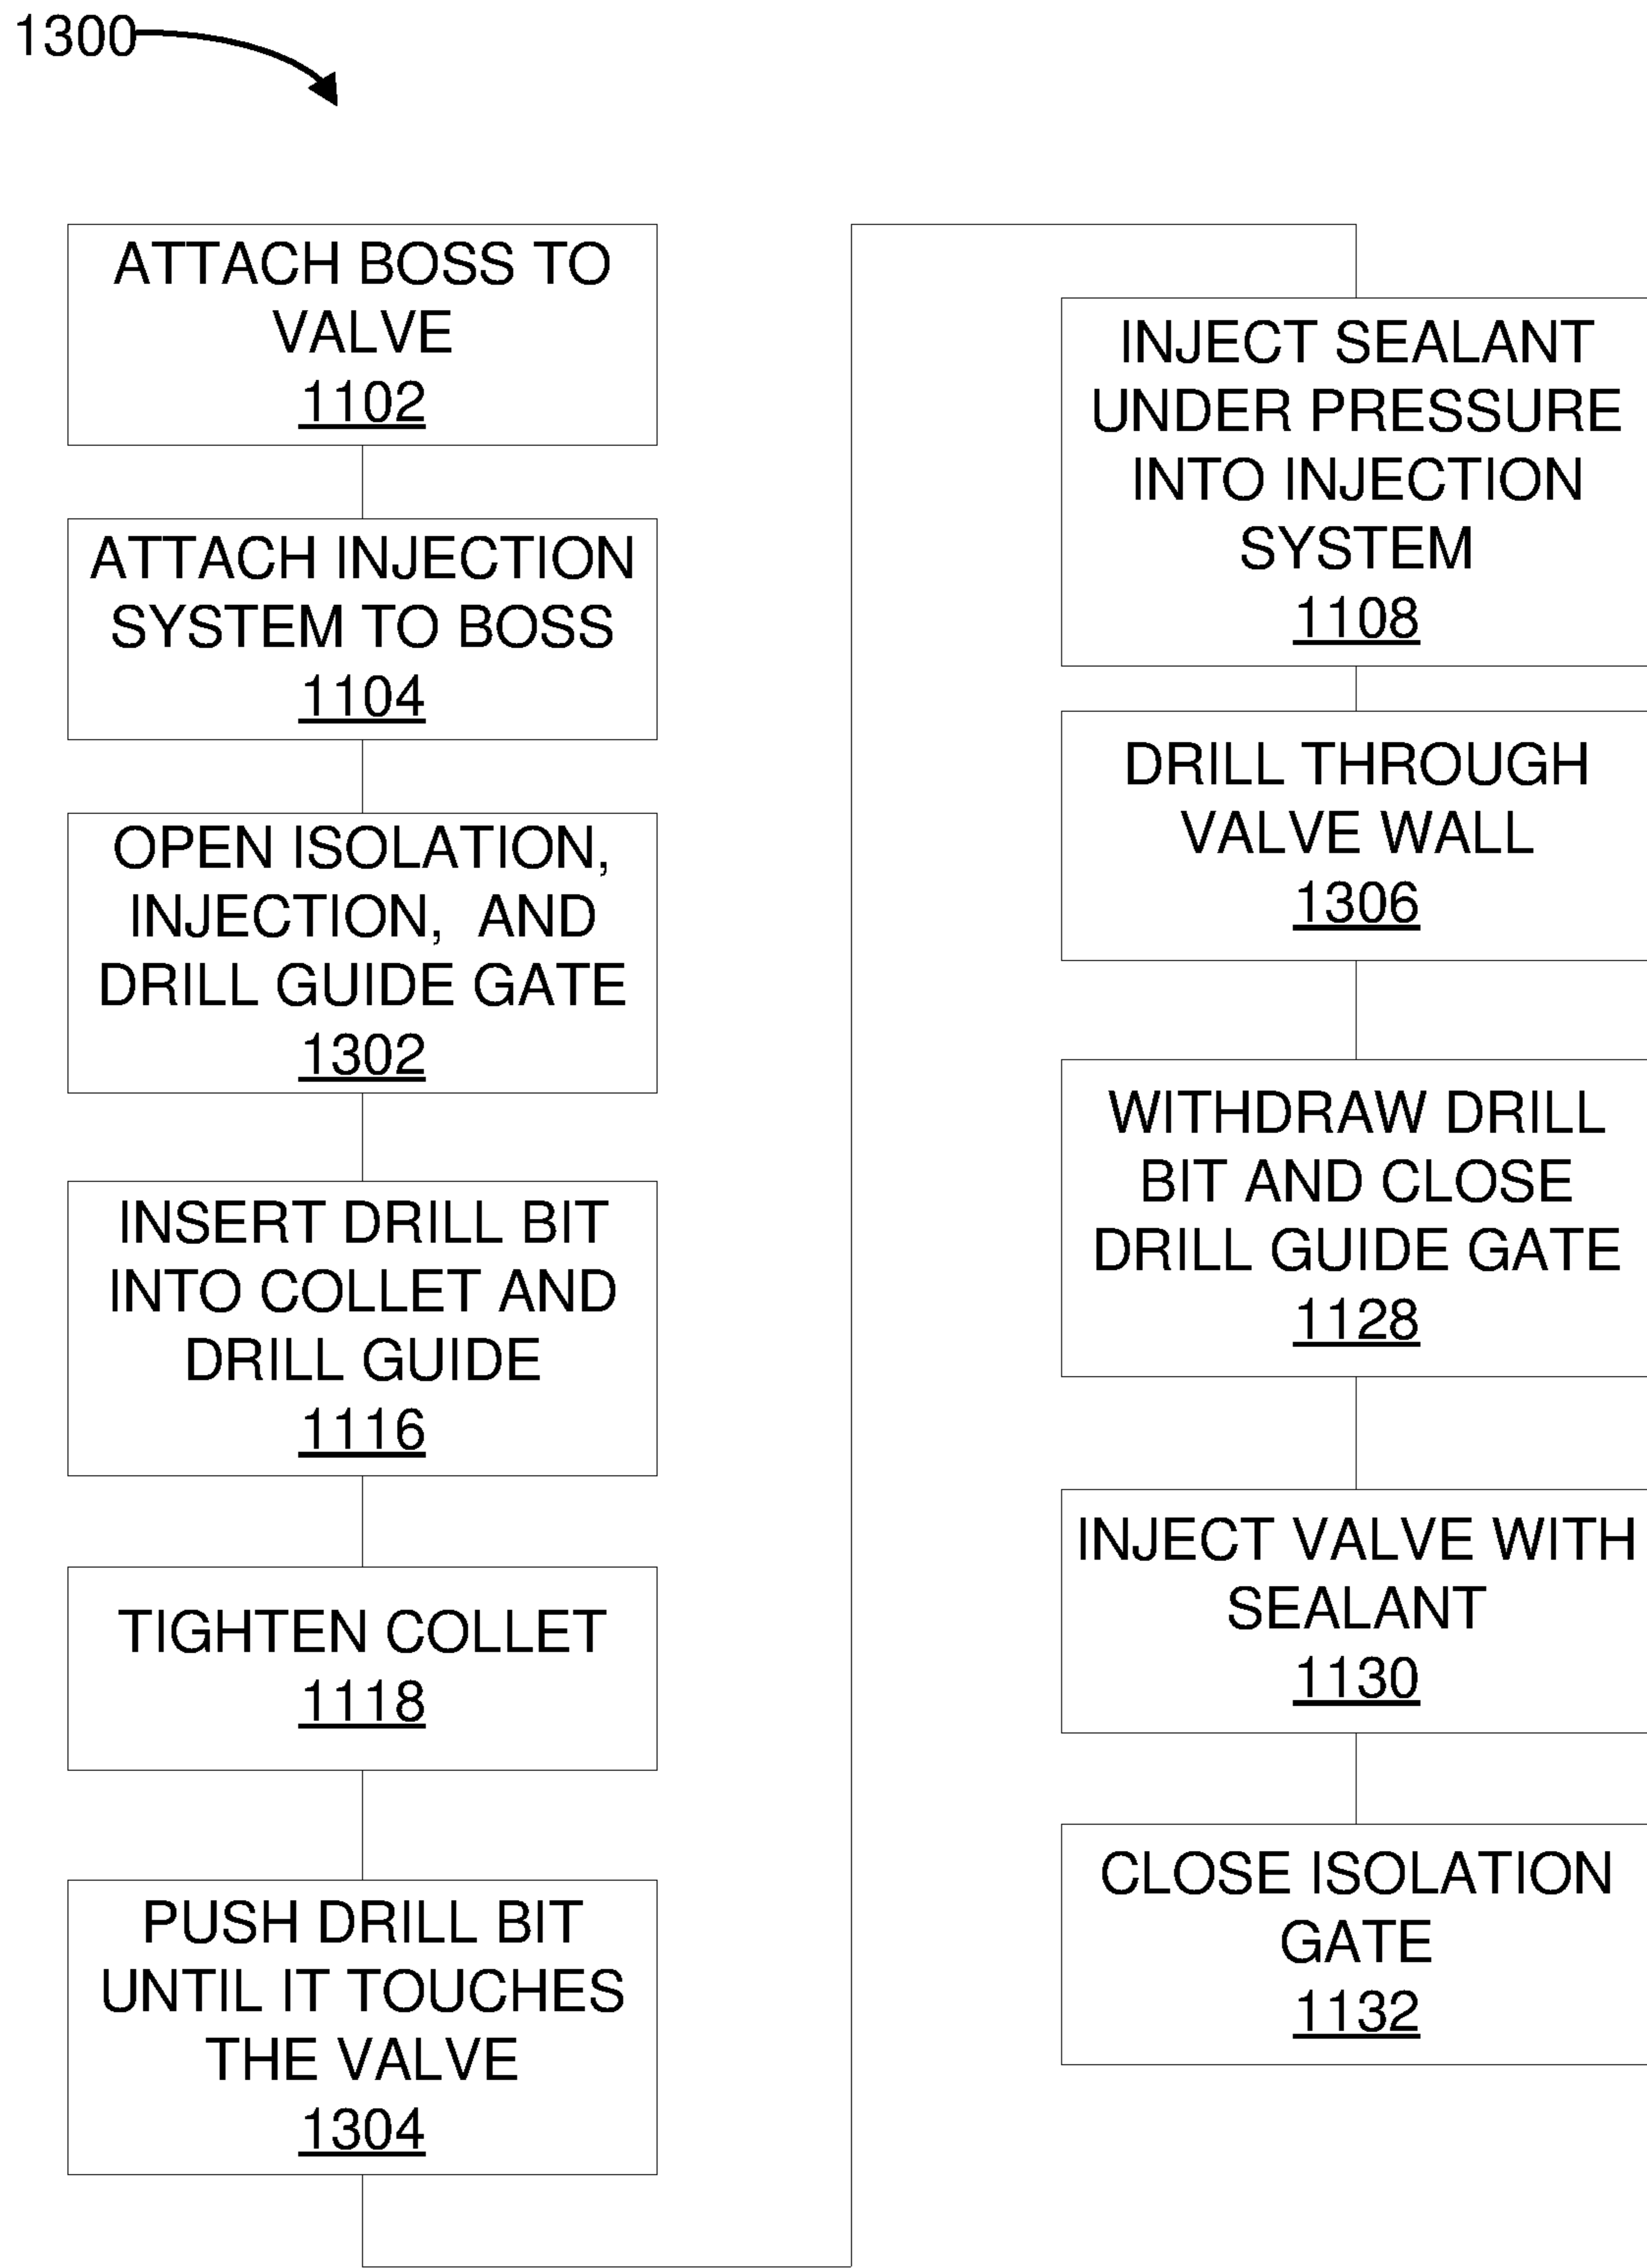 1300
ATTACH BOSS TO
VALVE
1102
ATTACH INJECTION
SYSTEM TO BOSS
1104
OPEN ISOLATION,
INJECTION, AND
DRILL GUIDE GATE
1302
INSERT DRILL BIT
INTO COLLET AND
DRILL GUIDE
1116
TIGHTEN COLLET
1118
PUSH DRILL BIT
UNTIL IT TOUCHES
THE VALVE
1304
INJECT SEALANT
UNDER PRESSURE
INTO INJECTION
SYSTEM
1108
DRILL THROUGH
VALVE WALL
1306
WITHDRAW DRILL
BIT AND CLOSE
DRILL GUIDE GATE
1128
INJECT VALVE WITH
SEALANT
1130
CLOSE ISOLATION
GATE
1132